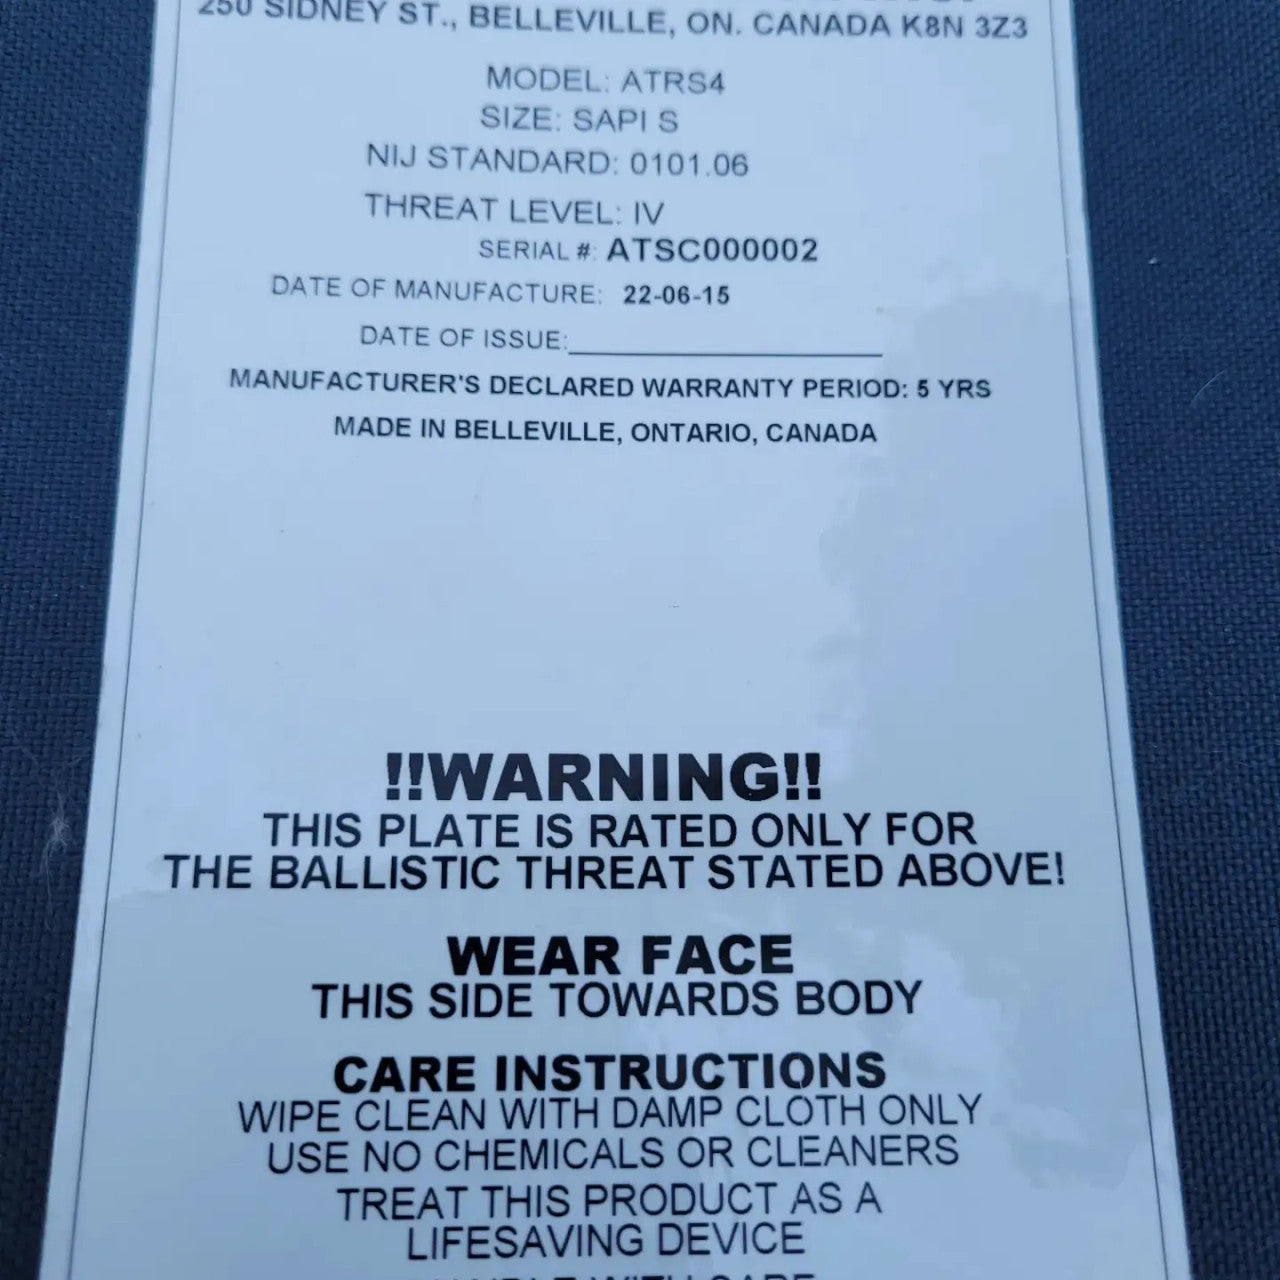 250 SIDNEY ST., BELLEVILLE, ON. CANADA K8N 3Z3
MODEL: ATRS4
SIZE: SAPI S
NIJ STANDARD: 0101.06
THREAT LEVEL: IV
SERIAL #: ATSC000002
DATE OF MANUFACTURE: 22-06-15
DATE OF ISSUE:
MANUFACTURER'S DECLARED WARRANTY PERIOD: 5 YRS
MADE IN BELLEVILLE, ONTARIO, CANADA
!!WARNING!!
THIS PLATE IS RATED ONLY FOR
THE BALLISTIC THREAT STATED ABOVE!
WEAR FACE
THIS SIDE TOWARDS BODY
CARE INSTRUCTIONS
WIPE CLEAN WITH DAMP CLOTH ONLY
USE NO CHEMICALS OR CLEANERS
TREAT THIS PRODUCT AS A
LIFESAVING DEVICE
HANDLE WITH CARE